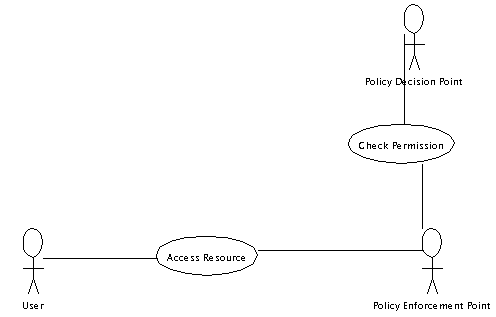 Policy Decision Point
Check Permission
Access Resource
User
Policy Enforcement Point